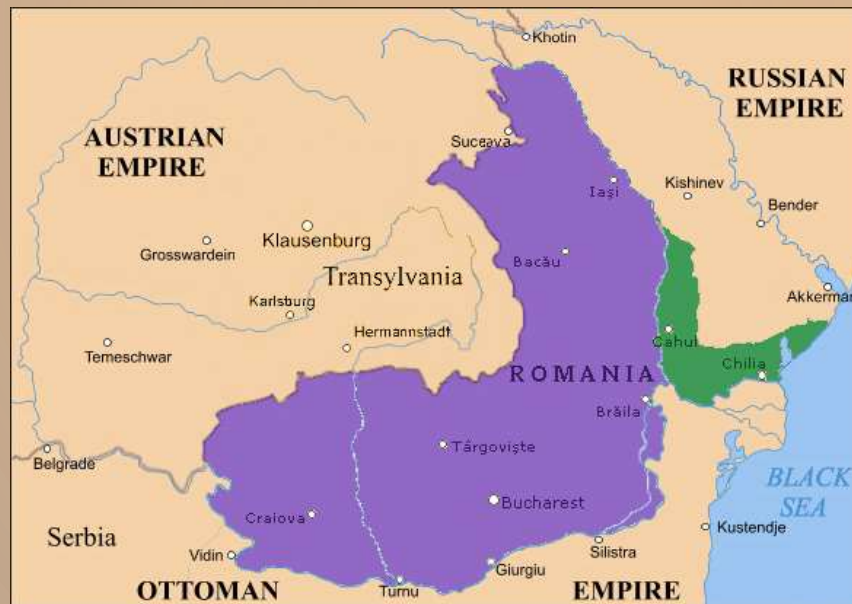 Khotin
RUSSIAN
EMPIRE
AUSTRIAN
EMPIRE
Suceava
Iași
Kishinev
Bender
Klausenburg
Grosswardein
Bacău
Transylvania
Akkerman
Karlsburg
Hermannstadt
Cahul
Temeschwar
Chilia
ROMANIA
Brăila
Târgoviște
Belgrade
BLACK
SEA
Bucharest
Craiova
Kustendje
Serbia
Silistra
Vidin
Giurgiu
OTTOMAN
Turnu
EMPIRE